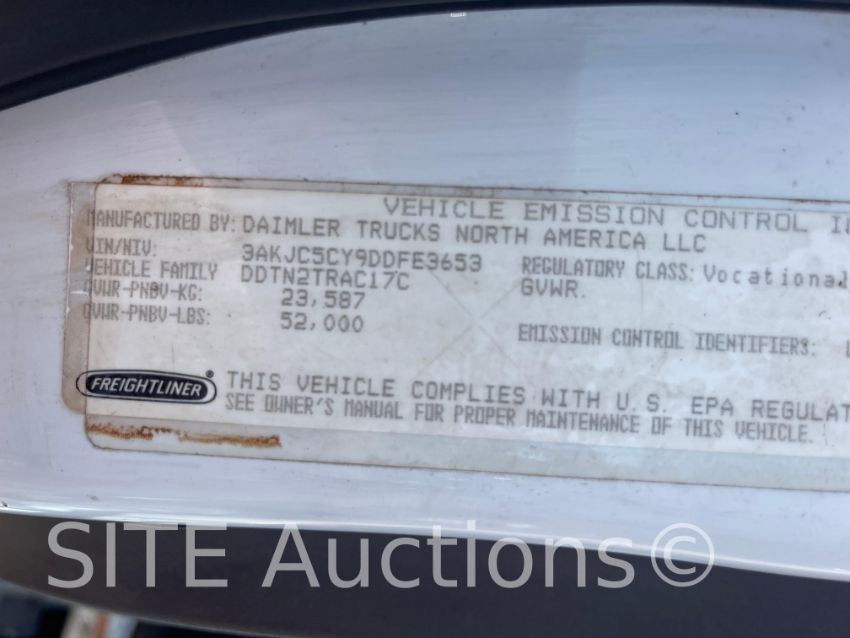 VEHICLE EMISSION CONTROL
MANUFACTURED BY: DAIMLER TRUCKS NORTH AMERICA LLC
VIN/NIV: 3AKJC5CY9DDFE3653
VEHICLE FAMILY DDTN2TRAC17C REGULATORY CLASS: Vocational
GVWR-PNBV-KG: 23,587 GVWR.
GVWR-PNBV-LBS: 52,000
EMISSION CONTROL IDENTIFIERS:
FREIGHTLINER
THIS VEHICLE COMPLIES WITH U.S. EPA REGULAT
SEE OWNER'S MANUAL FOR PROPER MAINTENANCE OF THIS VEHICLE.
SITE Auctions©